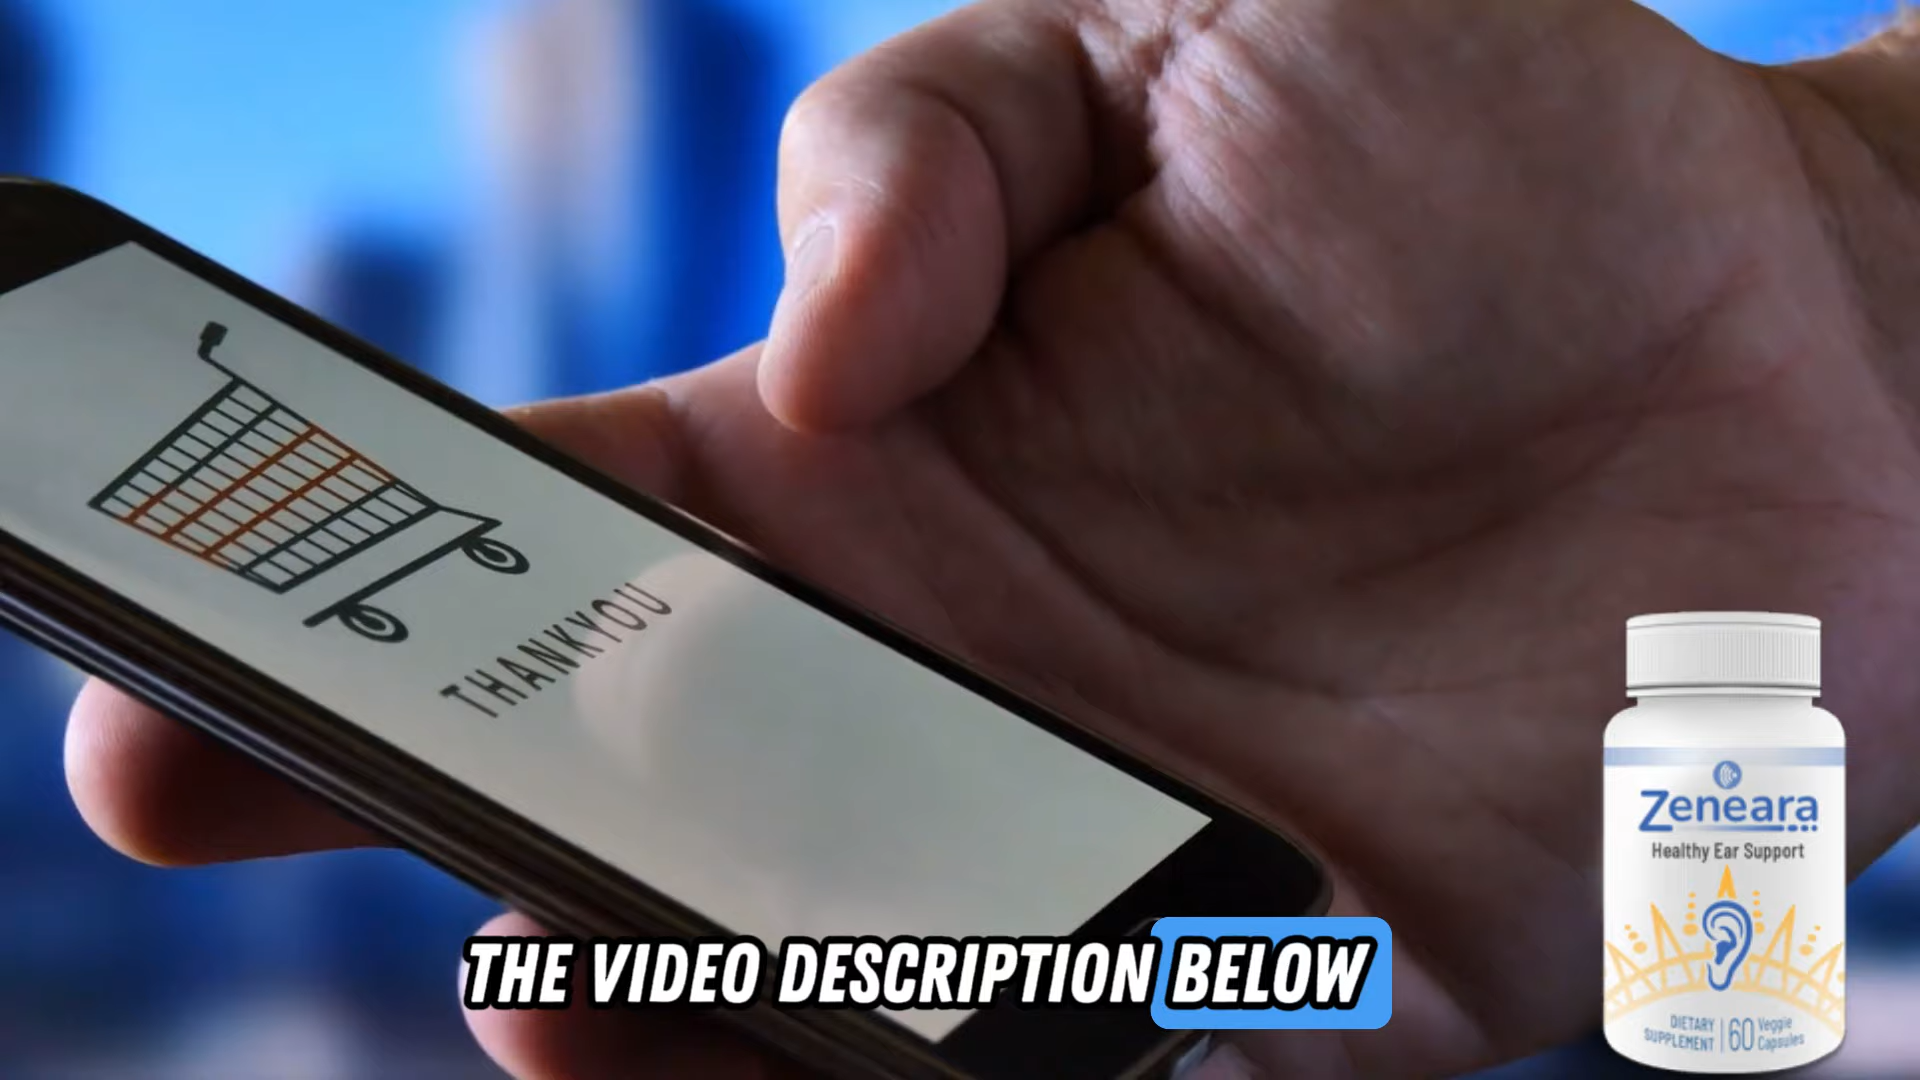 THANKYOU
THE VIDEO DESCRIPTION BELOW
Zeneara
Healthy Ear Support
DIETARY
SUPPLEMENT
60
Veggie
Capsules